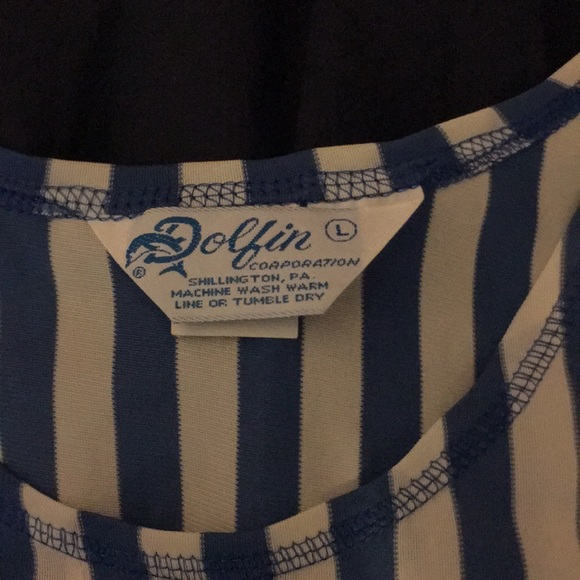 Dolfin L
®
CORPORATION
SHILLINGTON, PA.
MACHINE WASH WARM
LINE OR TUMBLE DRY